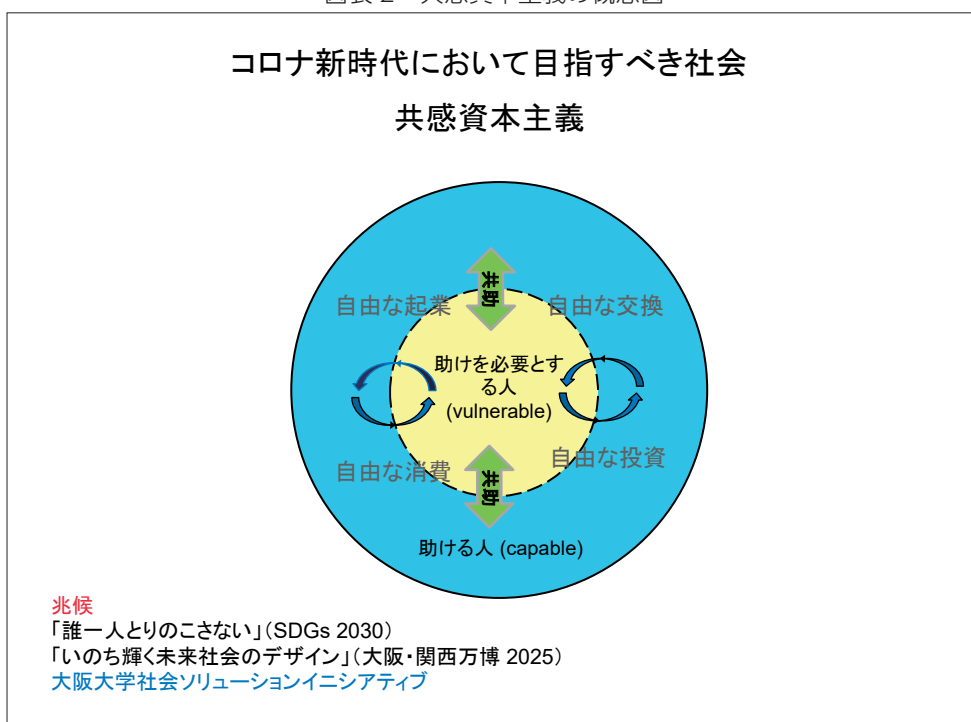 コロナ新時代において目指すべき社会
共感資本主義
共助
自由な起業
自由な交換
助けを必要とす
る人
(vulnerable)
自由な消費
自由な投資
共助
助ける人 (capable)
兆候
「誰一人とりのこさない」(SDGs 2030)
「いのち輝く未来社会のデザイン」(大阪・関西万博 2025)
大阪大学社会ソリューションイニシアティブ